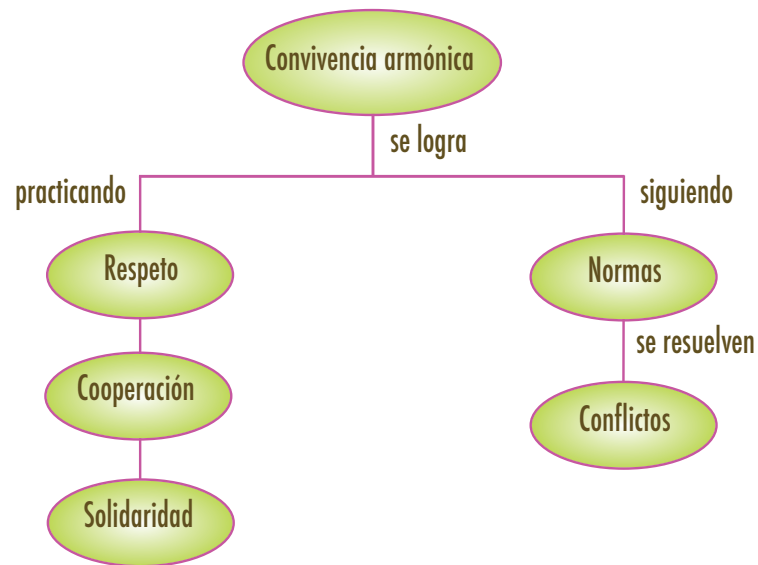 Convivencia armónica
se logra
practicando
siguiendo
Respeto
Normas
se resuelven
Cooperación
Conflictos
Solidaridad